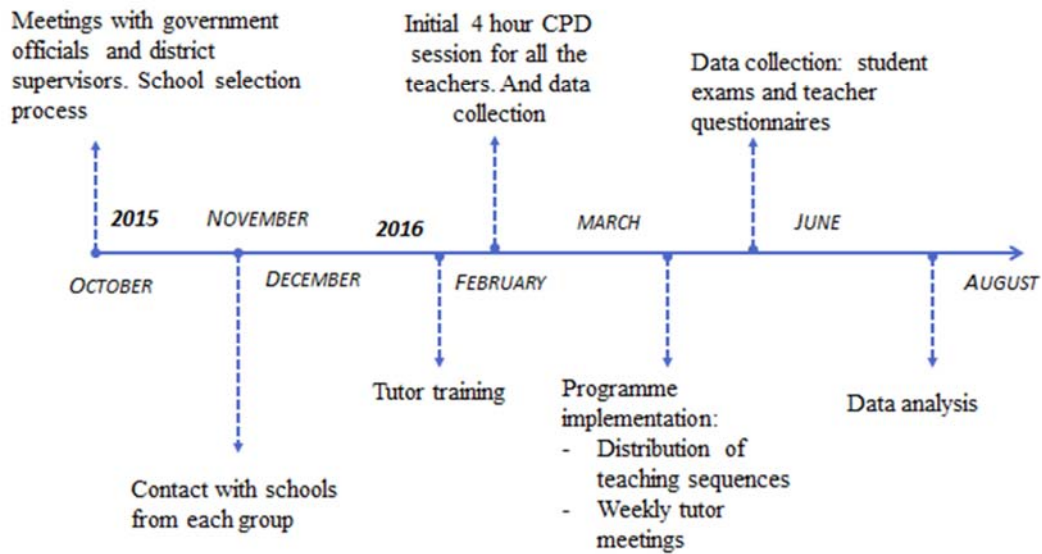 Meetings with government
officials and district
supervisors. School selection
process
Initial 4 hour CPD
session for all the
teachers. And data
collection
Data collection: student
exams and teacher
questionnaires
2015
NOVEMBER
2016
MARCH
JUNE
OCTOBER
DECEMBER
FEBRUARY
AUGUST
Contact with schools
from each group
Tutor training
Programme
implementation:
- Distribution of
teaching sequences
- Weekly tutor
meetings
Data analysis